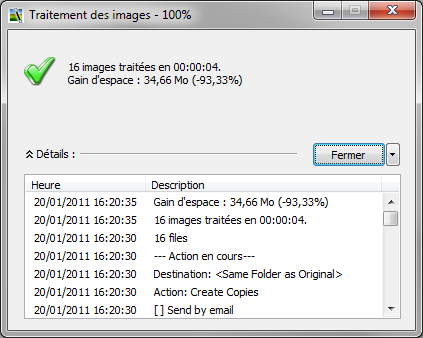 Traitement des images - 100%
16 images traitées en 00:00:04.
Gain d'espace : 34,66 Mo (-93,33%)
Détails :
Fermer
Heure Description
20/01/2011 16:20:35 Gain d'espace : 34,66 Mo (-93,33%)
20/01/2011 16:20:35 16 images traitées en 00:00:04.
20/01/2011 16:20:30 16 files
20/01/2011 16:20:30 --- Action en cours---
20/01/2011 16:20:30 Destination: <Same Folder as Original>
20/01/2011 16:20:30 Action: Create Copies
20/01/2011 16:20:30 [ ] Send by email